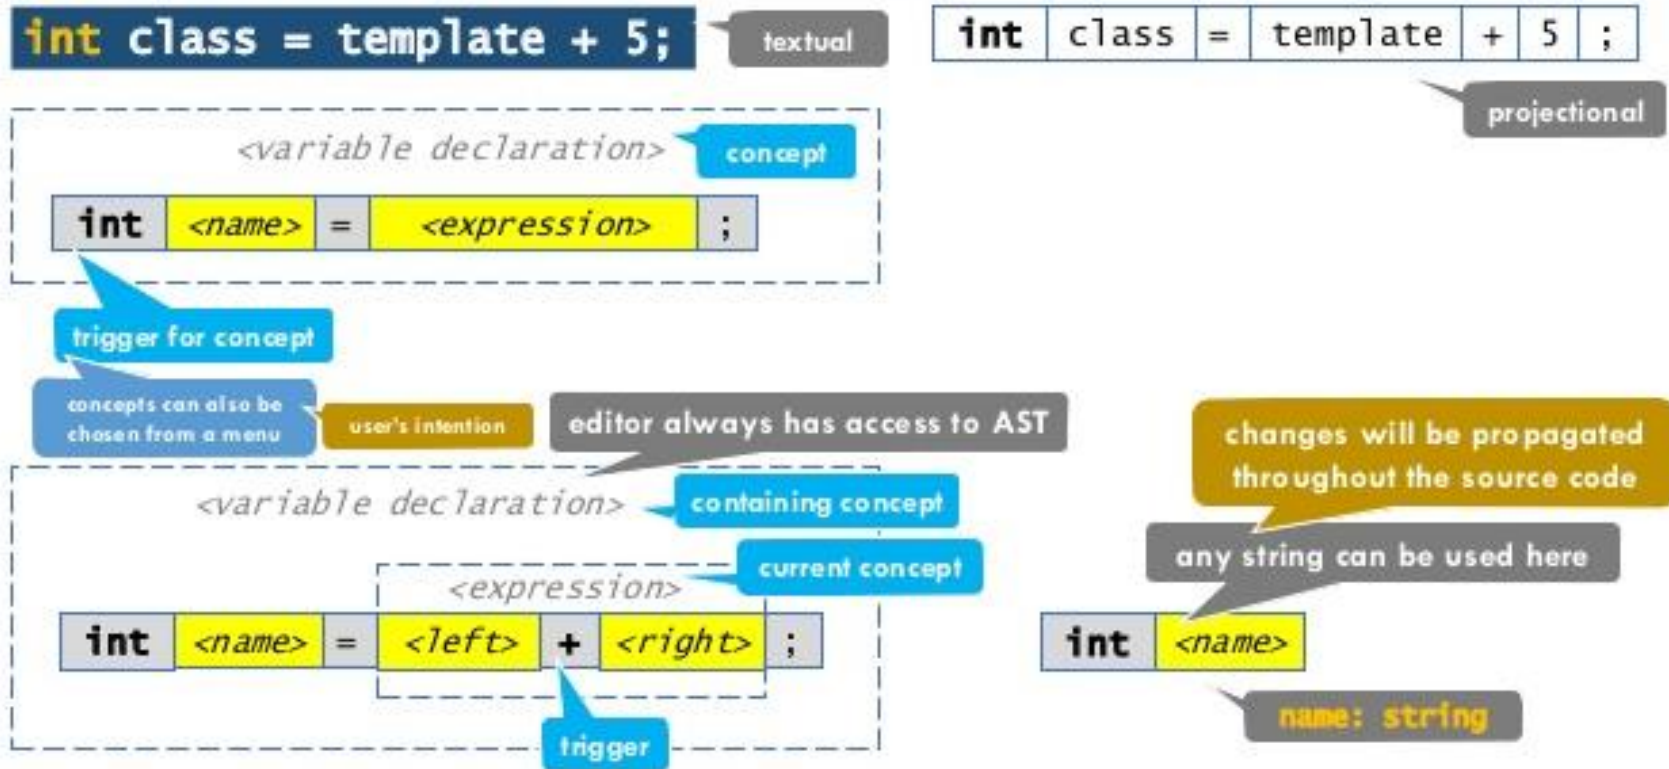 int class = template + 5;
textual
int class = template + 5 ;
projectional
<variable declaration>
concept
int <name> = <expression> ;
trigger for concept
concepts can also be
chosen from a menu
user's intention
editor always has access to AST
<variable declaration>
containing concept
<expression>
current concept
int <name> = <left> + <right> ;
trigger
changes will be propagated
throughout the source code
any string can be used here
int <name>
name: string